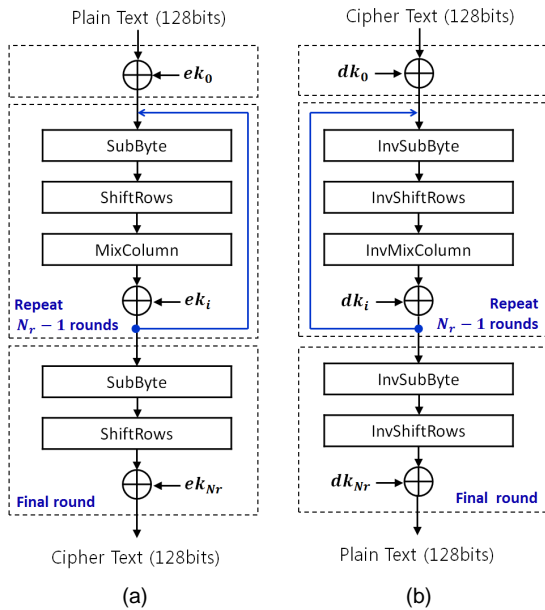 Plain Text (128bits)
ek₀
SubByte
ShiftRows
MixColumn
ekᵢ
Repeat
Nᵣ − 1 rounds
SubByte
ShiftRows
ek_Nr
Final round
Cipher Text (128bits)
(a)
Cipher Text (128bits)
dk₀
InvSubByte
InvShiftRows
InvMixColumn
dkᵢ
Repeat
Nᵣ − 1 rounds
InvSubByte
InvShiftRows
dk_Nr
Final round
Plain Text (128bits)
(b)